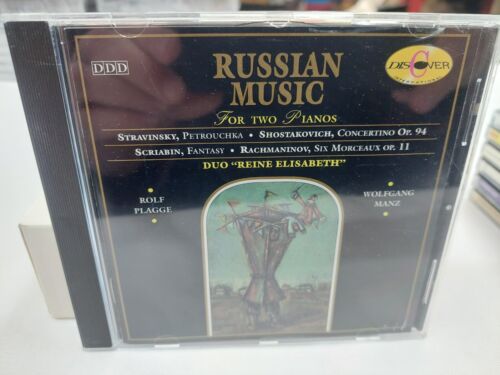 DDD
DISCOVER
INTERNATIONAL
RUSSIAN
MUSIC
FOR TWO PIANOS
STRAVINSKY, PETROUCHKA • SHOSTAKOVICH, CONCERTINO OP. 94
SCRIABIN, FANTASY • RACHMANINOV, SIX MORCEAUX OP. 11
DUO "REINE ELISABETH"
ROLF
PLAGGE
WOLFGANG
MANZ